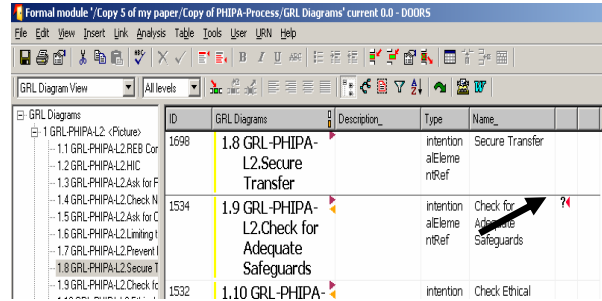 Formal module '/Copy 5 of my paper/Copy of PHIPA-Process/GRL Diagrams' current 0.0 - DOORS
File Edit View Insert Link Analysis Table Tools User URN Help
GRL Diagram View All levels
GRL Diagrams
1 GRL-PHIPA-L2: <Picture>
1.1 GRL-PHIPA-L2.REB Cor
1.2 GRL-PHIPA-L2.HIC
1.3 GRL-PHIPA-L2.Ask for F
1.4 GRL-PHIPA-L2.Check N
1.5 GRL-PHIPA-L2.Ask for C
1.6 GRL-PHIPA-L2.Limiting t
1.7 GRL-PHIPA-L2.Prevent I
1.8 GRL-PHIPA-L2.Secure T
1.9 GRL-PHIPA-L2.Check fc
ID GRL Diagrams Description_ Type Name_
1698 1.8 GRL-PHIPA- intention Secure Transfer
L2.Secure alEleme
Transfer ntRef
1534 1.9 GRL-PHIPA- intention Check for ?
L2.Check for alEleme Adequate
Adequate ntRef Safeguards
Safeguards
1532 1.10 GRL-PHIPA- intention Check Ethical